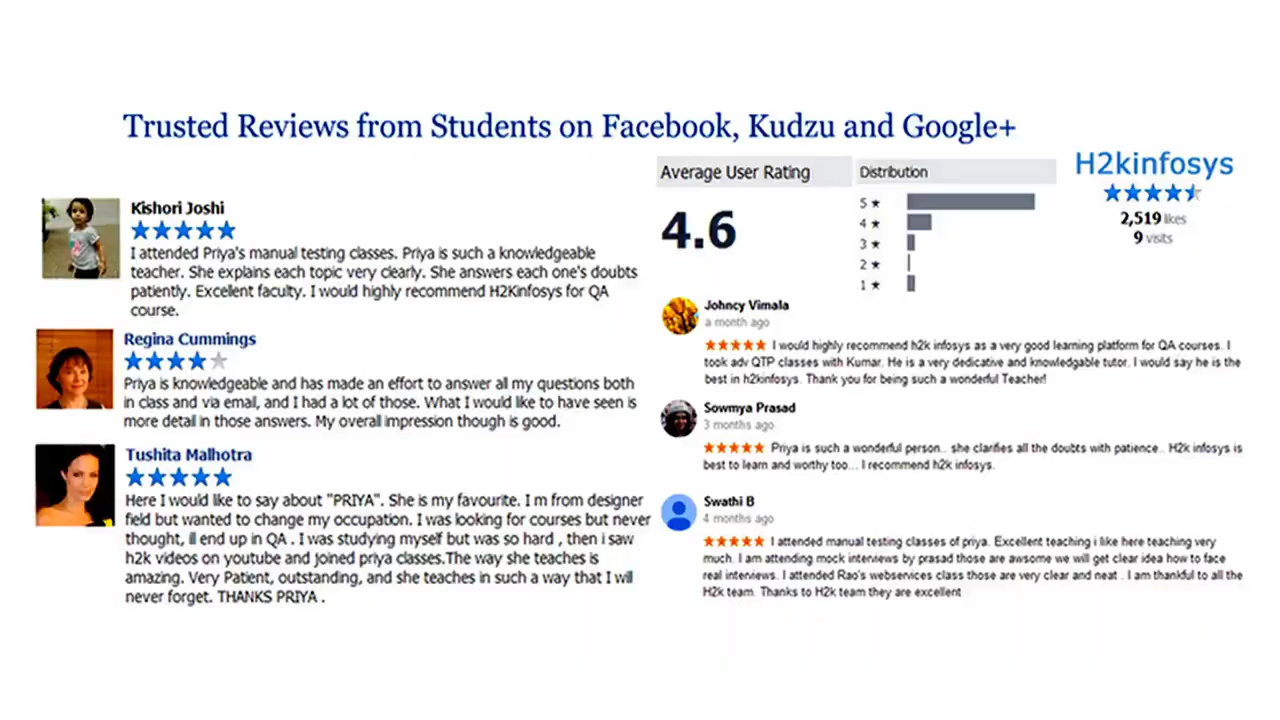 Trusted Reviews from Students on Facebook, Kudzu and Google+
Kishori Joshi
I attended Priya's manual testing classes. Priya is such a knowledgeable
teacher. She explains each topic very clearly. She answers each one's doubts
patiently. Excellent faculty. I would highly recommend H2Kinfosys for QA
course.
Regina Cummings
Priya is knowledgeable and has made an effort to answer all my questions both
in class and via email, and I had a lot of those. What I would like to have seen is
more detail in those answers. My overall impression though is good.
Tushita Malhotra
Here I would like to say about "PRIYA". She is my favourite. I m from designer
field but wanted to change my occupation. I was looking for courses but never
thought, ill end up in QA . I was studying myself but was so hard , then i saw
h2k videos on youtube and joined priya classes.The way she teaches is
amazing. Very Patient, outstanding, and she teaches in such a way that I will
never forget. THANKS PRIYA .
Average User Rating
4.6
Distribution
5 ★
4 ★
3 ★
2 ★
1 ★
H2kinfosys
2,519 likes
9 visits
Johncy Vimala
a month ago
I would highly recommend h2k infosys as a very good learning platform for QA courses. I
took adv QTP classes with Kumar. He is a very dedicative and knowledgable tutor. I would say he is the
best in h2kinfosys. Thank you for being such a wonderful Teacher!
Sowmya Prasad
3 months ago
Priya is such a wonderful person.. she clarifies all the doubts with patience.. H2k infosys is
best to learn and worthy too... I recommend h2k infosys.
Swathi B
4 months ago
I attended manual testing classes of priya. Excellent teaching i like here teaching very
much. I am attending mock interviews by prasad those are awsome we will get clear idea how to face
real interviews. I attended Rao's webservices class those are very clear and neat . I am thankful to all the
H2k team. Thanks to H2k team they are excellent